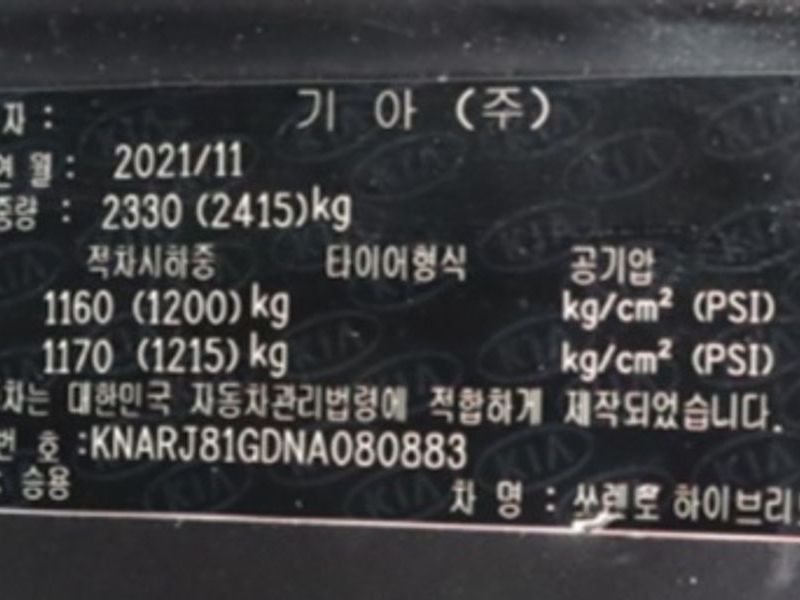 자 : 기 아 (주)
연 월 : 2021/11
중량 : 2330 (2415)kg
적차시하중 타이어형식 공기압
1160 (1200)kg kg/cm² (PSI)
1170 (1215)kg kg/cm² (PSI)
차는 대한민국 자동차관리법령에 적합하게 제작되었습니다.
번 호 :KNARJ81GDNA080883
: 승용
차 명 : 쏘렌토 하이브리